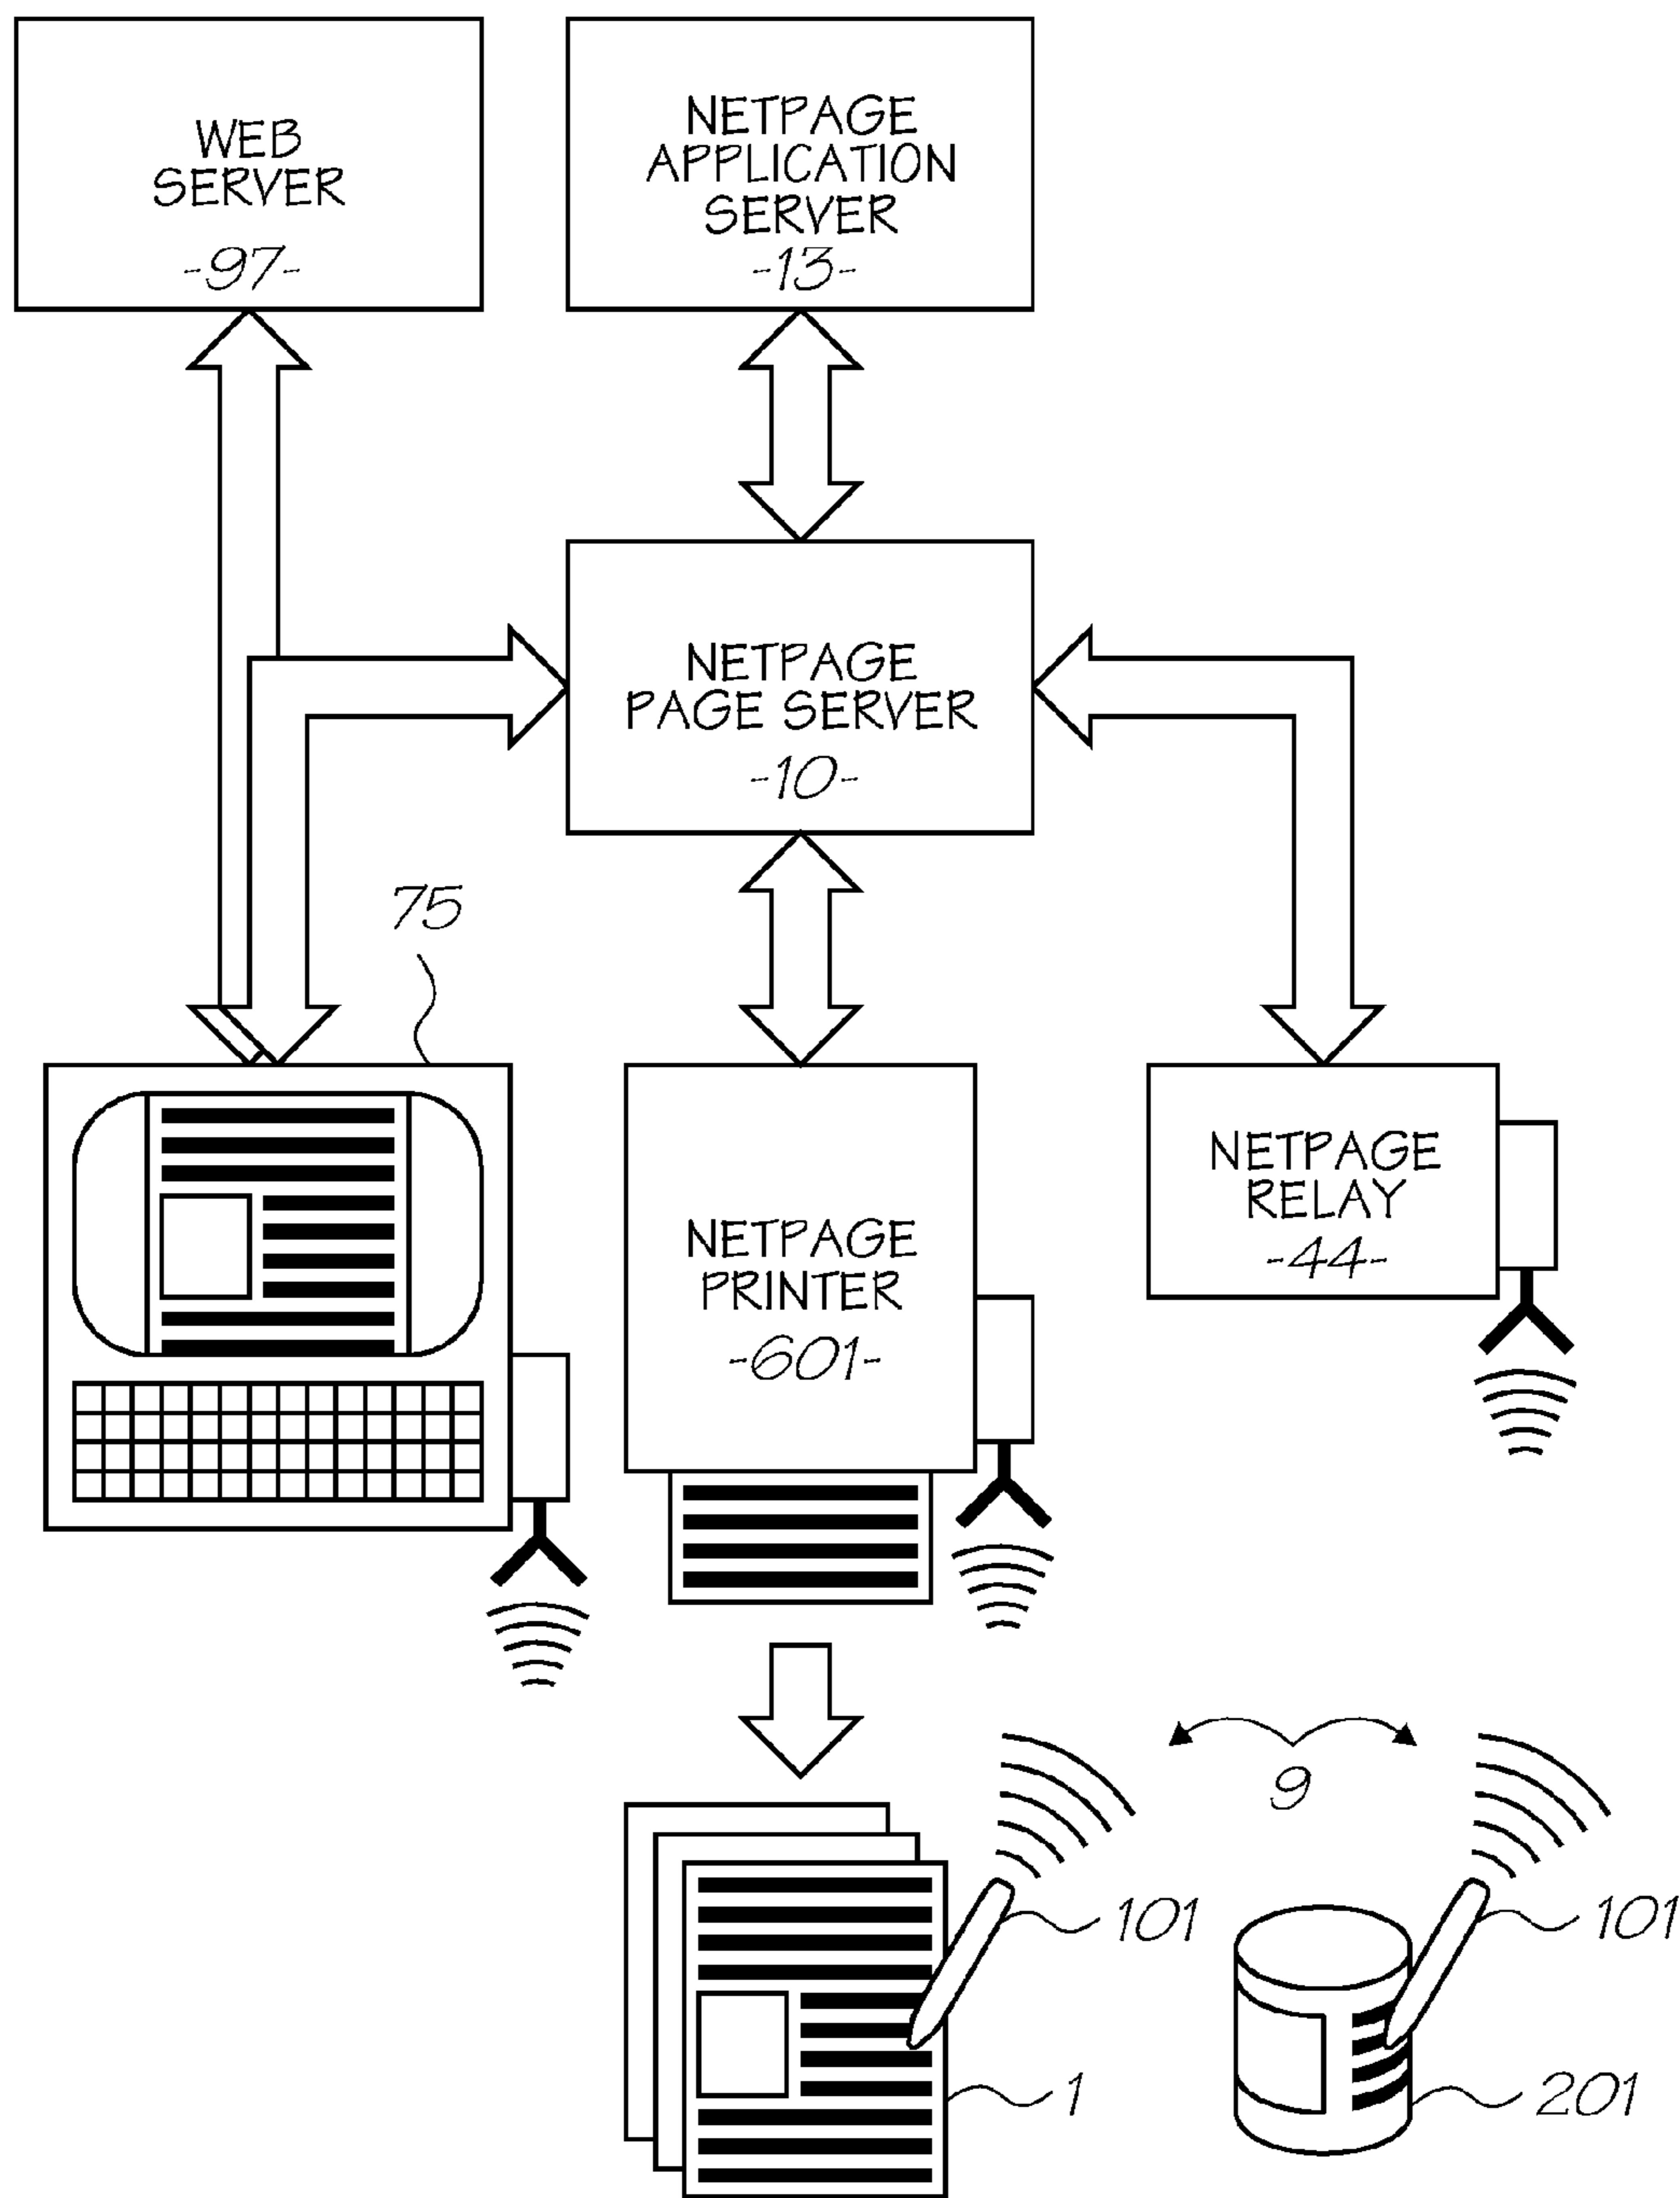 WEB
SERVER
-97-
NETPAGE
APPLICATION
SERVER
-13-
NETPAGE
PAGE SERVER
-10-
75
NETPAGE
PRINTER
-601-
NETPAGE
RELAY
-44-
9
101
101
1
201